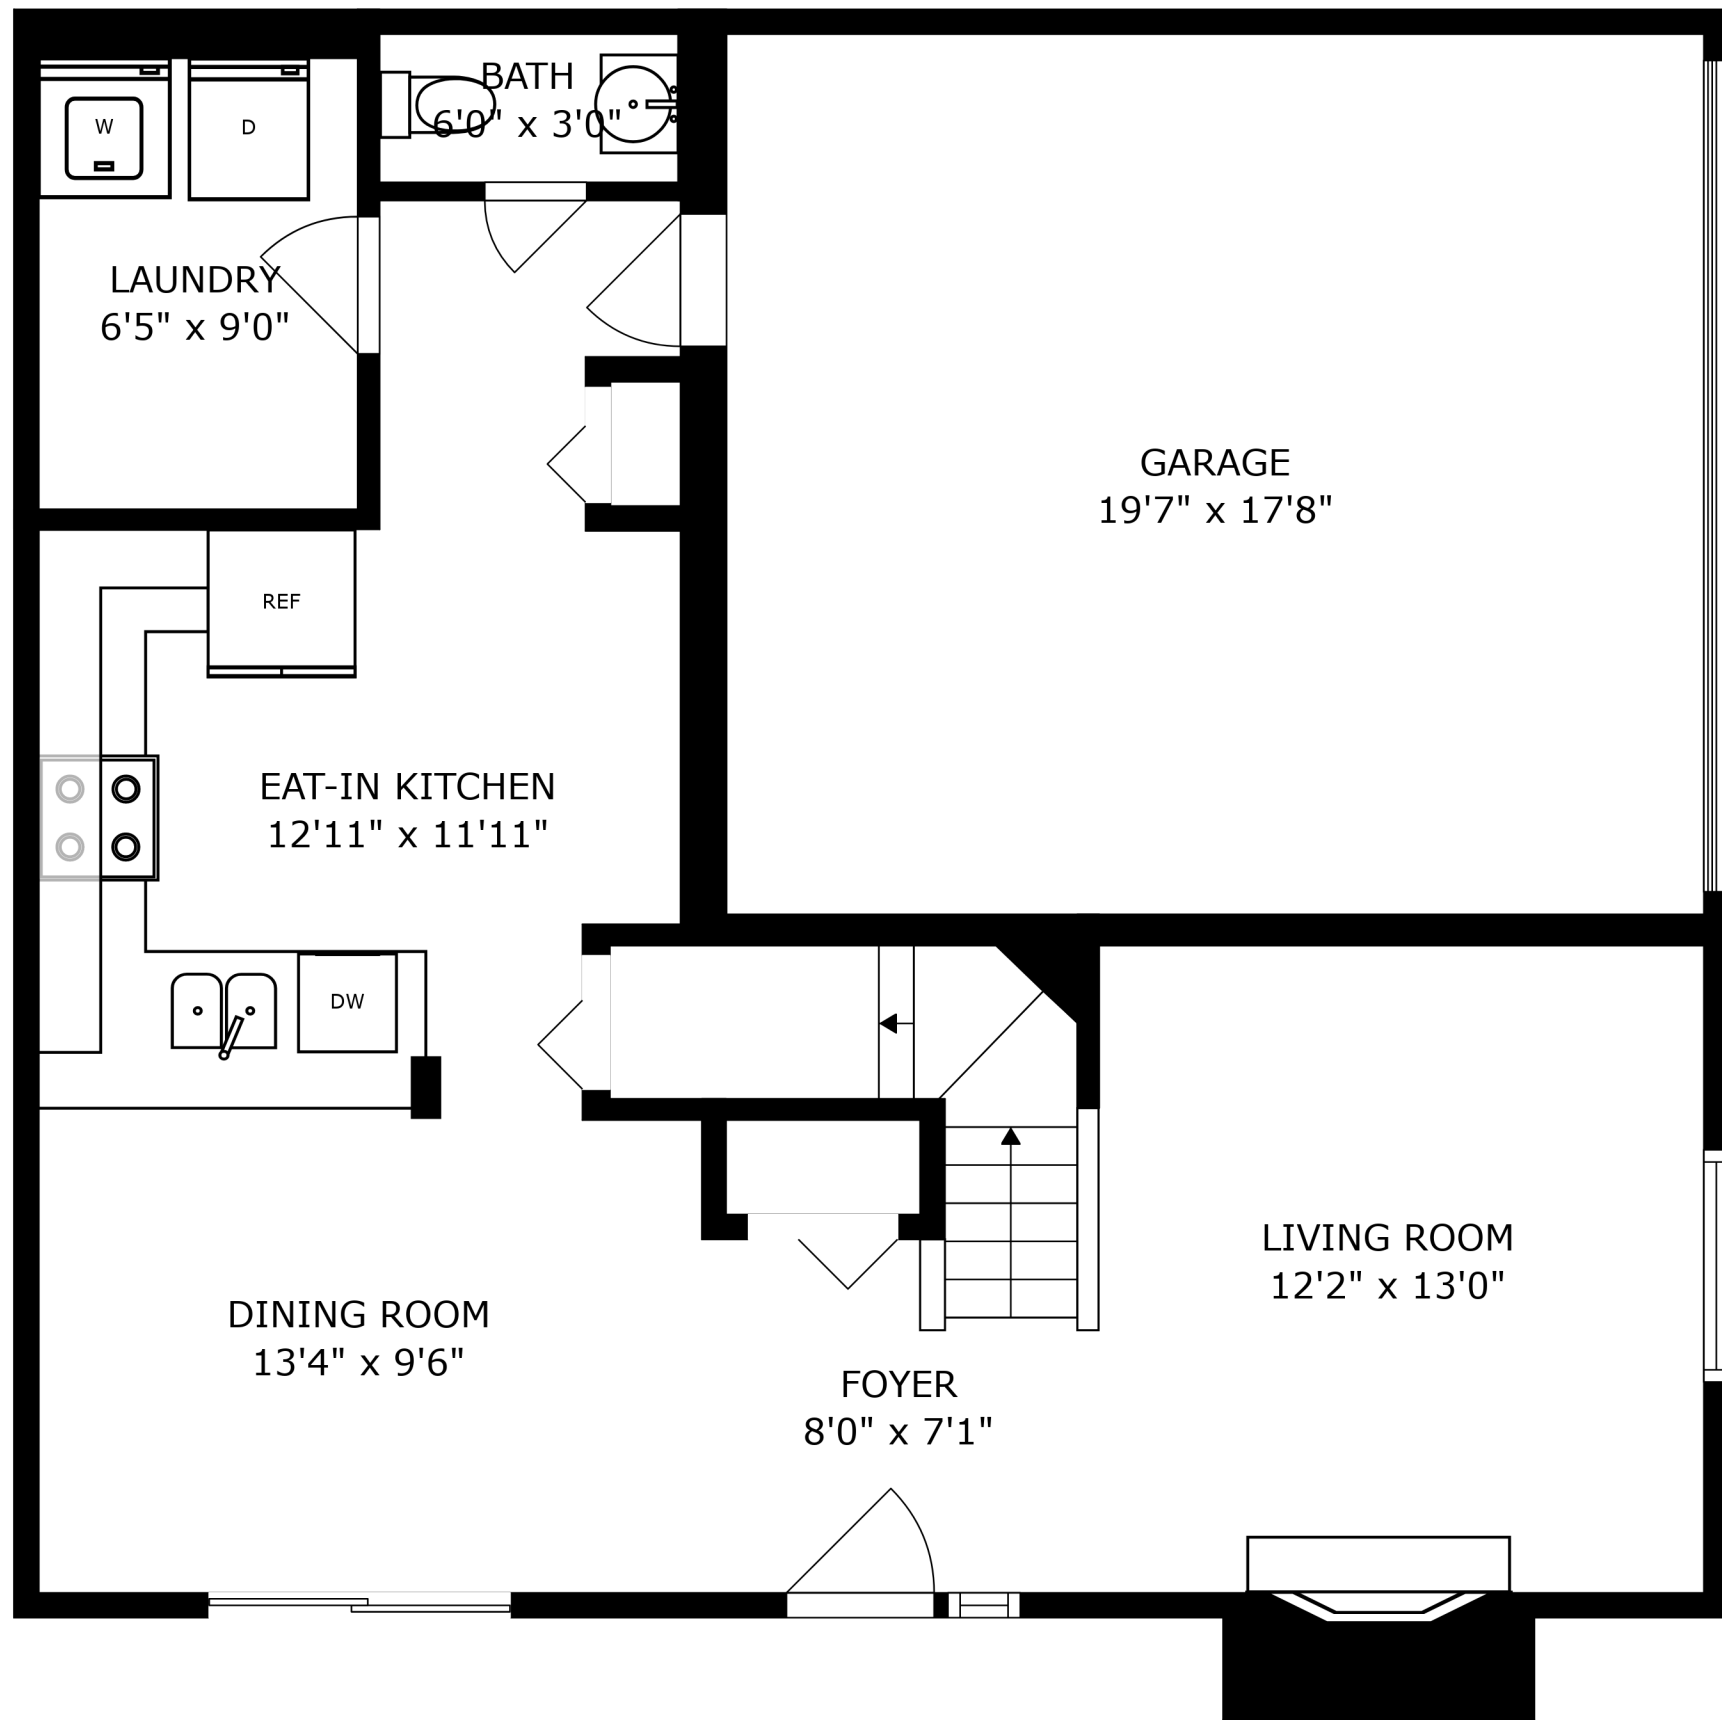 BATH
6'0" x 3'0"
W
D
LAUNDRY
6'5" x 9'0"
GARAGE
19'7" x 17'8"
REF
EAT-IN KITCHEN
12'11" x 11'11"
DW
LIVING ROOM
12'2" x 13'0"
DINING ROOM
13'4" x 9'6"
FOYER
8'0" x 7'1"